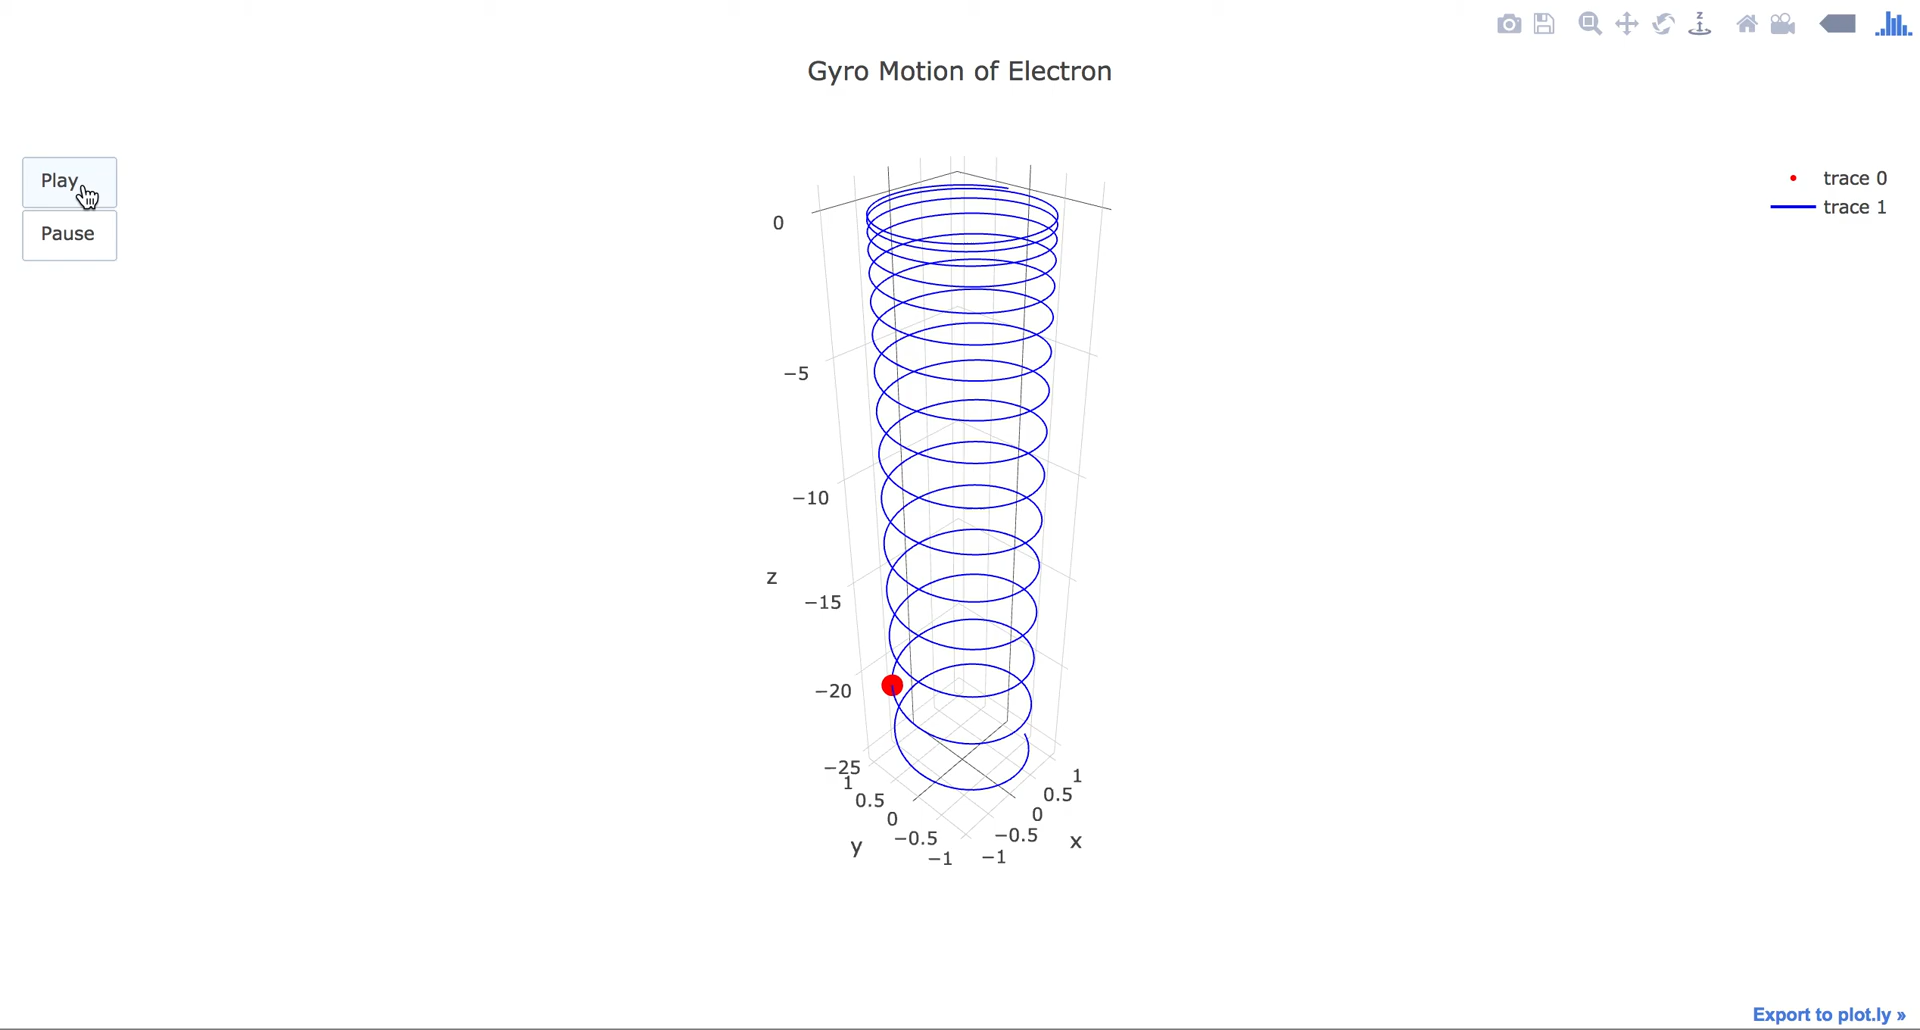 z
Gyro Motion of Electron
Play
Pause
trace 0
trace 1
0
−5
−10
z
−15
−20
−25
1
0.5
0
−0.5
−1
y
1
0.5
0
−0.5
−1
x
Export to plot.ly »